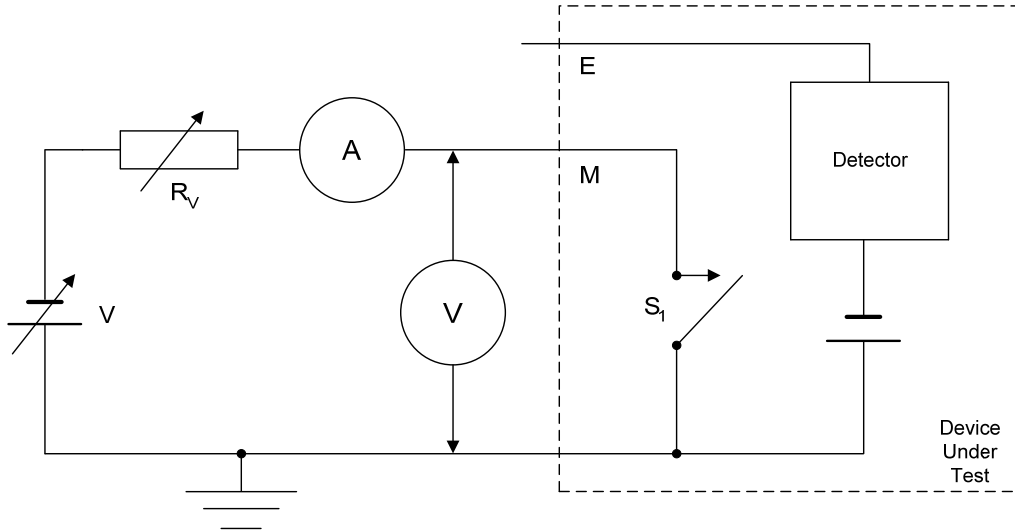 E
Detector
A
M
R_V
V
V
S_1
Device
Under
Test